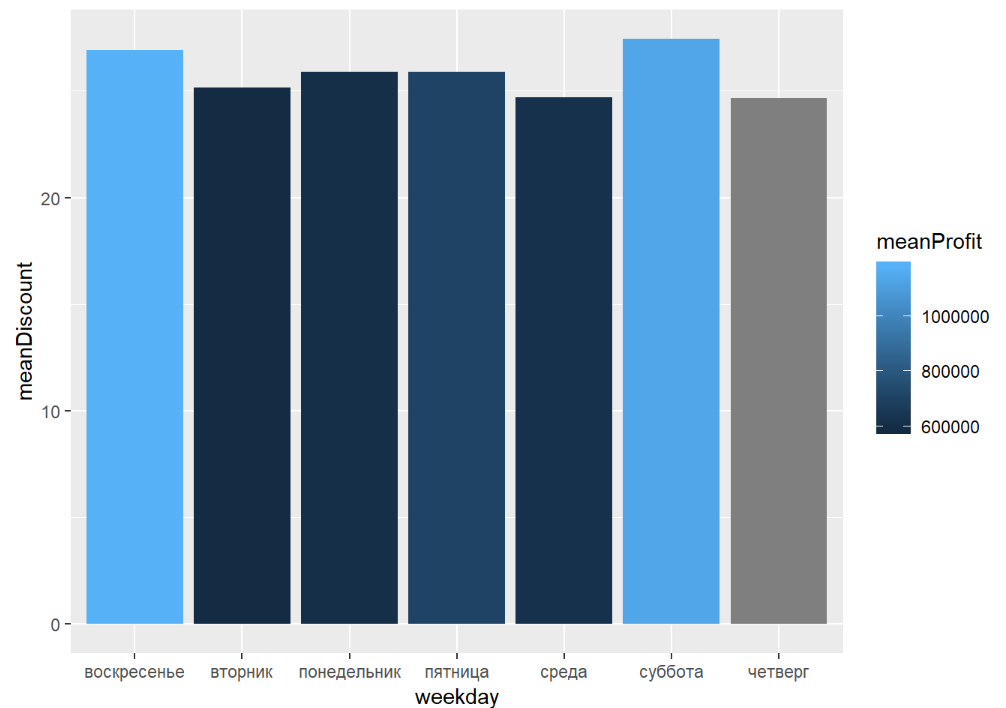 meanDiscount
20
10
0
воскресенье вторник понедельник пятница среда суббота четверг
weekday
meanProfit
1000000
800000
600000